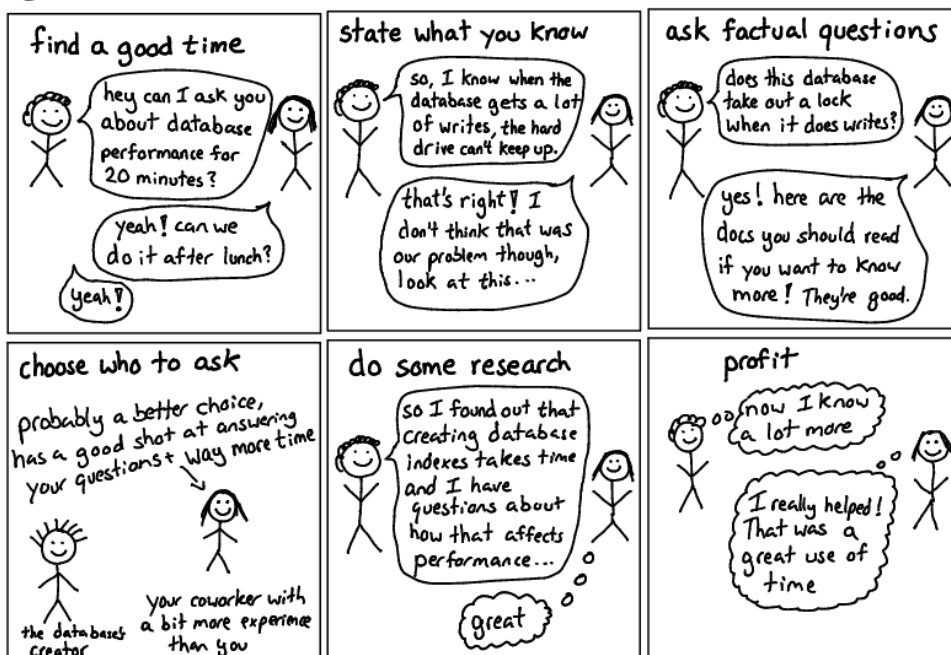 find a good time
hey can I ask you
about database
performance for
20 minutes?
yeah! can we
do it after lunch?
yeah!
state what you know
so, I know when the
database gets a lot
of writes, the hard
drive can't keep up.
that's right! I
don't think that was
our problem though,
look at this...
ask factual questions
does this database
take out a lock
when it does writes?
yes! here are the
docs you should read
if you want to know
more! They're good.
choose who to ask
probably a better choice,
has a good shot at answering
your questions + way more time
the database's
creator
your coworker with
a bit more experience
than you
do some research
so I found out that
creating database
indexes takes time
and I have
questions about
how that affects
performance...
great
profit
now I know
a lot more
I really helped!
That was a
great use of
time